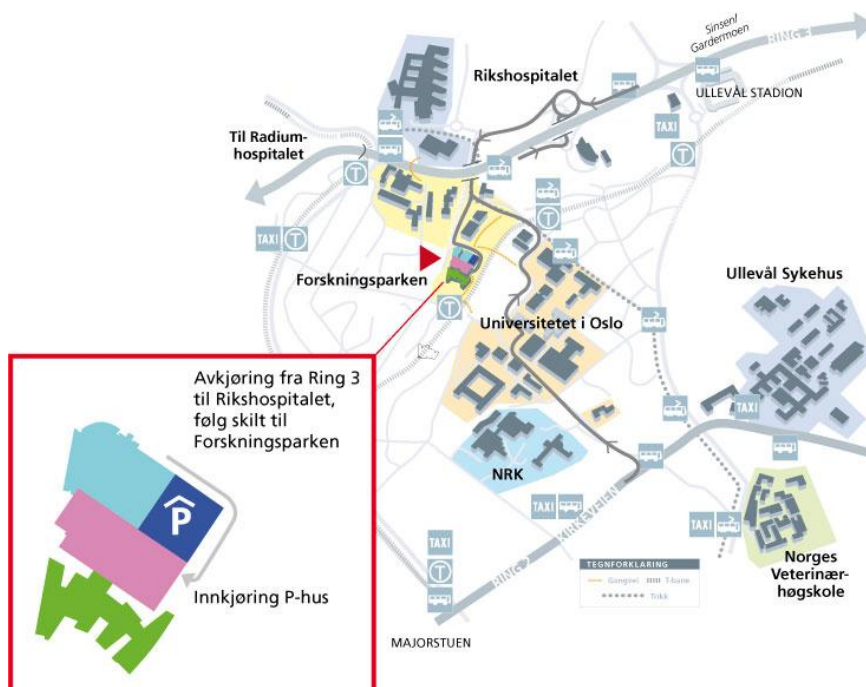 Sinsen/
Gardermoen
RING 3
Rikshospitalet
ULLEVÅL STADION
TAXI
Til Radium-
hospitalet
T
T
TAXI T
T
Forskningsparken
T
Ullevål Sykehus
Universitetet i Oslo
TAXI
NRK
TAXI
KIRKEVEIEN
TAXI
RING 2
TAXI
T
Norges
Veterinær-
høgskole
TEGNFORKLARING
Gangvei T-bane
Trikk
MAJORSTUEN
Avkjøring fra Ring 3
til Rikshospitalet,
følg skilt til
Forskningsparken
P
Innkjøring P-hus